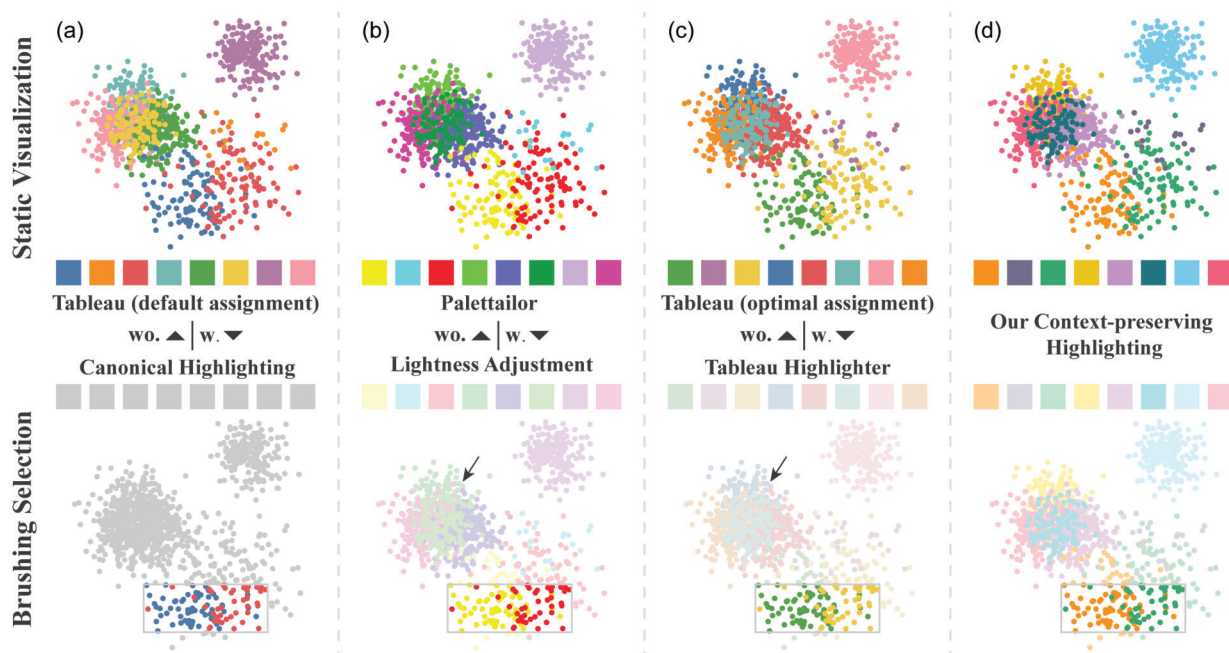 Static Visualization
(a)
(b)
(c)
(d)
Tableau (default assignment)
wo. ▲ | w. ▼
Canonical Highlighting
Palettailor
wo. ▲ | w. ▼
Lightness Adjustment
Tableau (optimal assignment)
wo. ▲ | w. ▼
Tableau Highlighter
Our Context-preserving
Highlighting
Brushing Selection